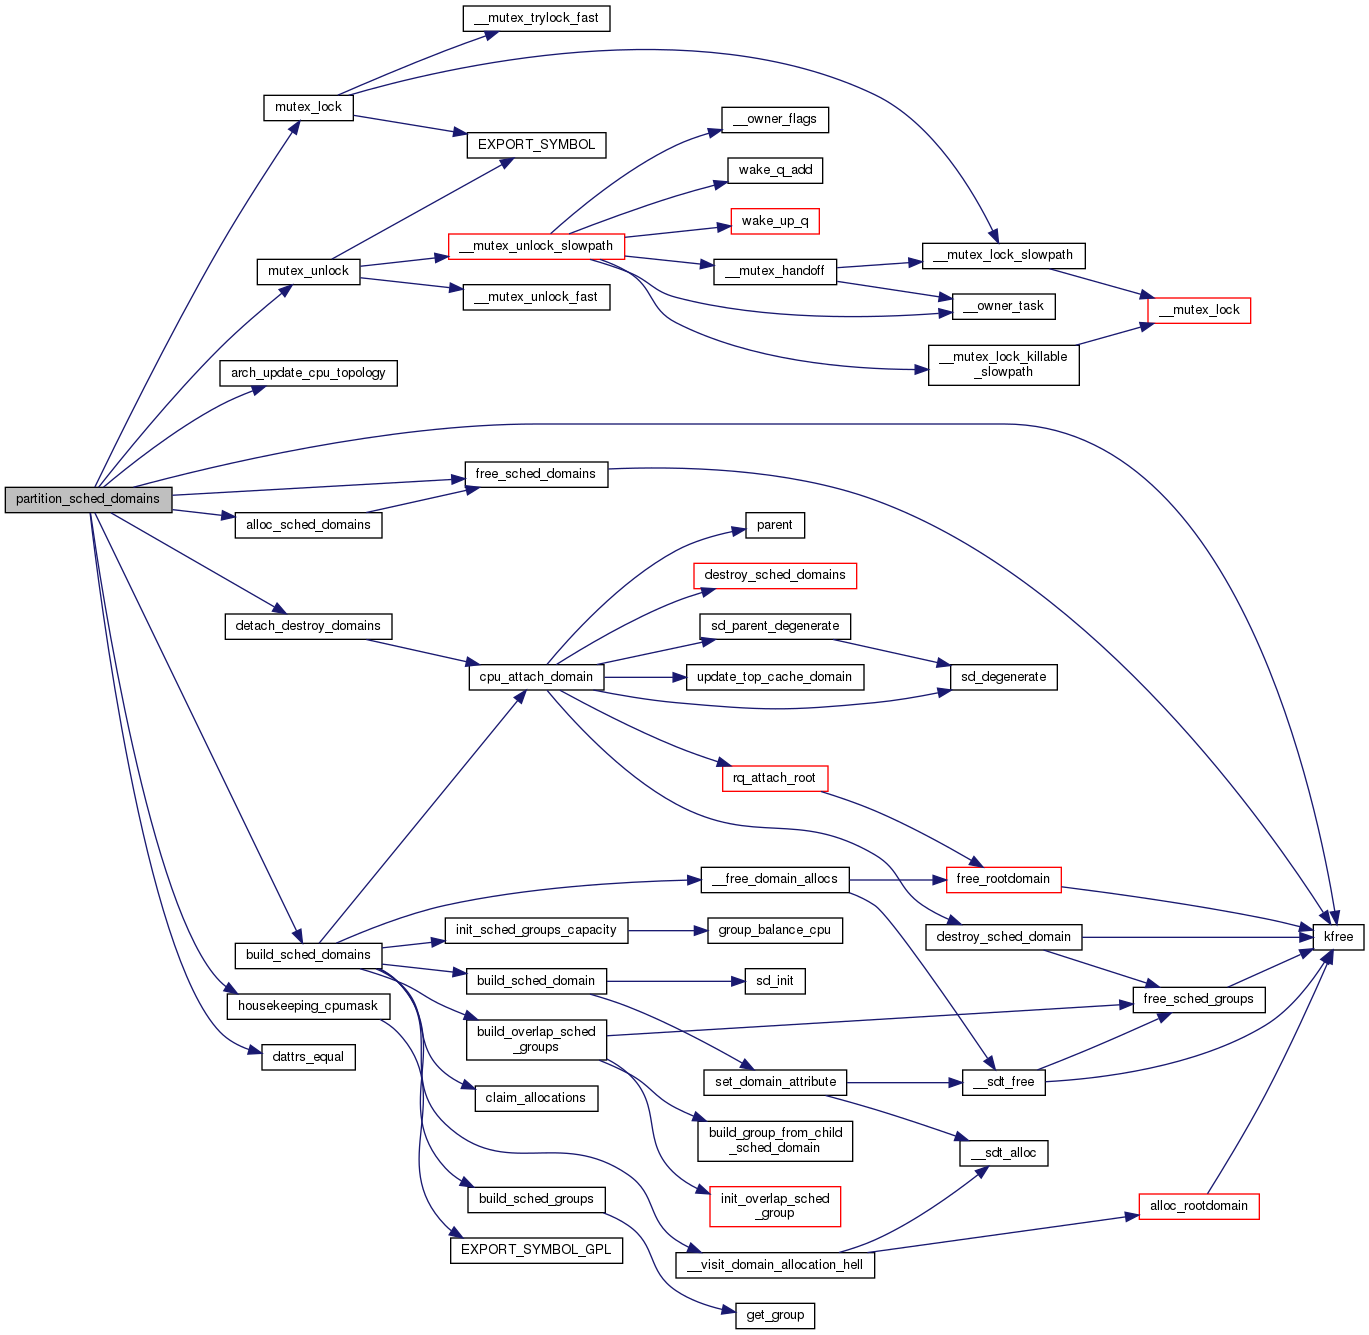 __mutex_trylock_fast
mutex_lock
__owner_flags
EXPORT_SYMBOL
wake_q_add
wake_up_q
__mutex_unlock_slowpath
__mutex_lock_slowpath
mutex_unlock
__mutex_handoff
__mutex_unlock_fast
__owner_task
__mutex_lock
__mutex_lock_killable
_slowpath
arch_update_cpu_topology
free_sched_domains
partition_sched_domains
alloc_sched_domains
parent
destroy_sched_domains
detach_destroy_domains
sd_parent_degenerate
cpu_attach_domain
update_top_cache_domain
sd_degenerate
rq_attach_root
__free_domain_allocs
free_rootdomain
init_sched_groups_capacity
group_balance_cpu
destroy_sched_domain
kfree
build_sched_domains
build_sched_domain
sd_init
housekeeping_cpumask
free_sched_groups
build_overlap_sched
_groups
dattrs_equal
set_domain_attribute
__sdt_free
claim_allocations
build_group_from_child
_sched_domain
__sdt_alloc
build_sched_groups
init_overlap_sched
_group
alloc_rootdomain
EXPORT_SYMBOL_GPL
__visit_domain_allocation_hell
get_group